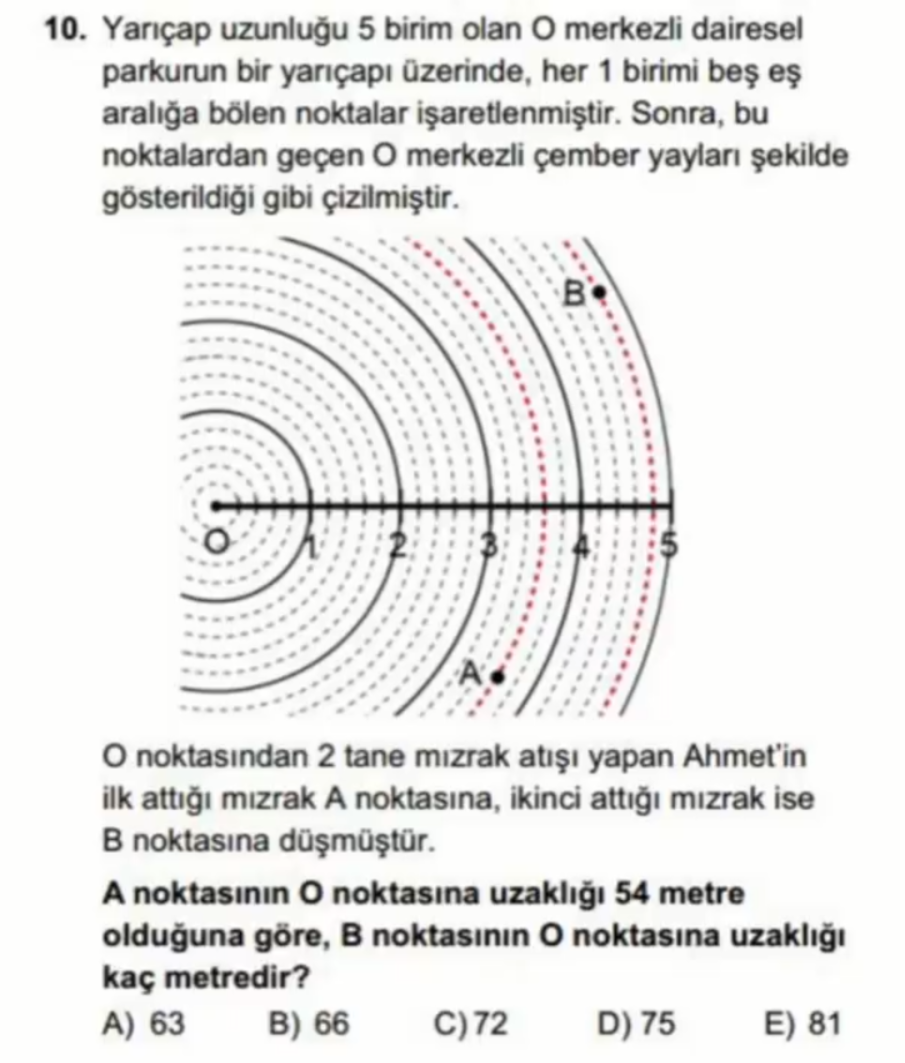 10. Yarıçap uzunluğu 5 birim olan O merkezli dairesel
parkurun bir yarıçapı üzerinde, her 1 birimi beş eş
aralığa bölen noktalar işaretlenmiştir. Sonra, bu
noktalardan geçen O merkezli çember yayları şekilde
gösterildiği gibi çizilmiştir.
B
O 1 2 3 4 5
A
O noktasından 2 tane mızrak atışı yapan Ahmet'in
ilk attığı mızrak A noktasına, ikinci attığı mızrak ise
B noktasına düşmüştür.
A noktasının O noktasına uzaklığı 54 metre
olduğuna göre, B noktasının O noktasına uzaklığı
kaç metredir?
A) 63 B) 66 C) 72 D) 75 E) 81